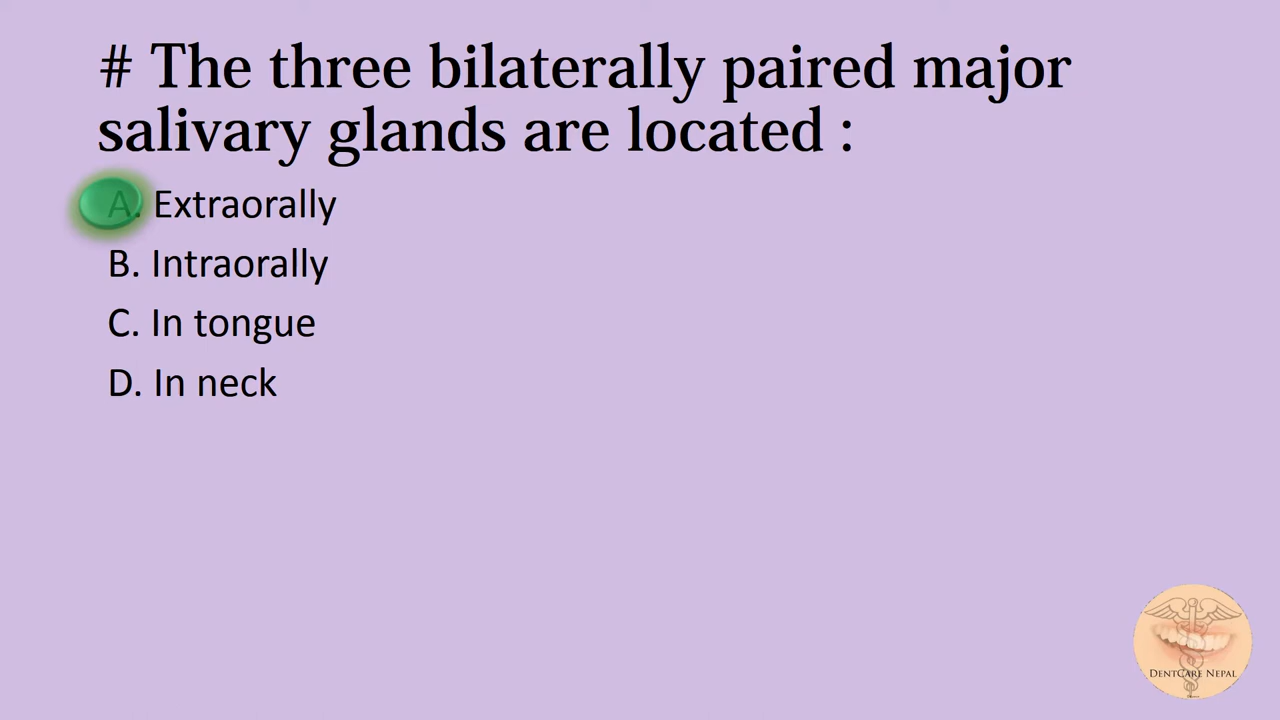 # The three bilaterally paired major
salivary glands are located :
A. Extraorally
B. Intraorally
C. In tongue
D. In neck
DentCare Nepal